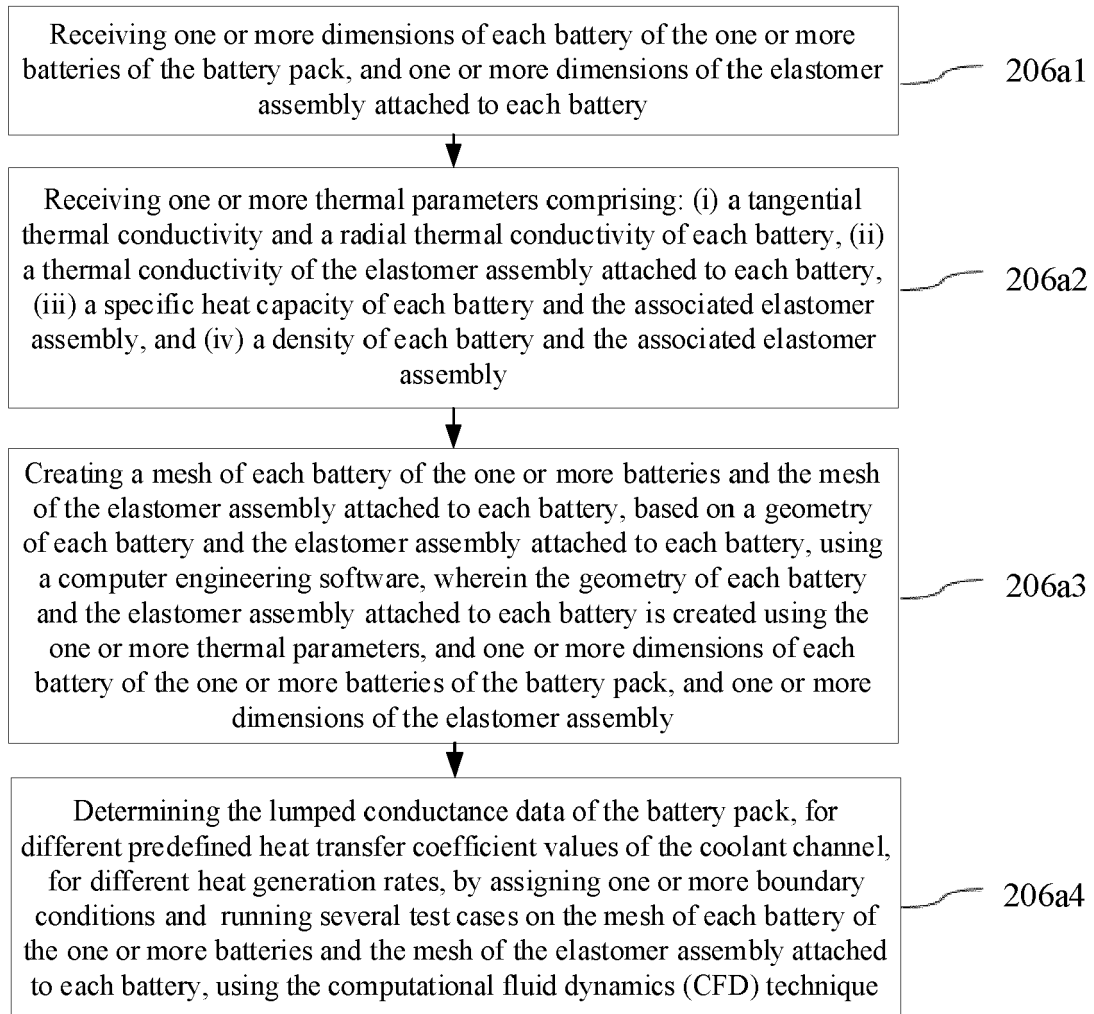 Receiving one or more dimensions of each battery of the one or more
batteries of the battery pack, and one or more dimensions of the elastomer
assembly attached to each battery
206a1
Receiving one or more thermal parameters comprising: (i) a tangential
thermal conductivity and a radial thermal conductivity of each battery, (ii)
a thermal conductivity of the elastomer assembly attached to each battery,
(iii) a specific heat capacity of each battery and the associated elastomer
assembly, and (iv) a density of each battery and the associated elastomer
assembly
206a2
Creating a mesh of each battery of the one or more batteries and the mesh
of the elastomer assembly attached to each battery, based on a geometry
of each battery and the elastomer assembly attached to each battery, using
a computer engineering software, wherein the geometry of each battery
and the elastomer assembly attached to each battery is created using the
one or more thermal parameters, and one or more dimensions of each
battery of the one or more batteries of the battery pack, and one or more
dimensions of the elastomer assembly
206a3
Determining the lumped conductance data of the battery pack, for
different predefined heat transfer coefficient values of the coolant channel,
for different heat generation rates, by assigning one or more boundary
conditions and running several test cases on the mesh of each battery of
the one or more batteries and the mesh of the elastomer assembly attached
to each battery, using the computational fluid dynamics (CFD) technique
206a4